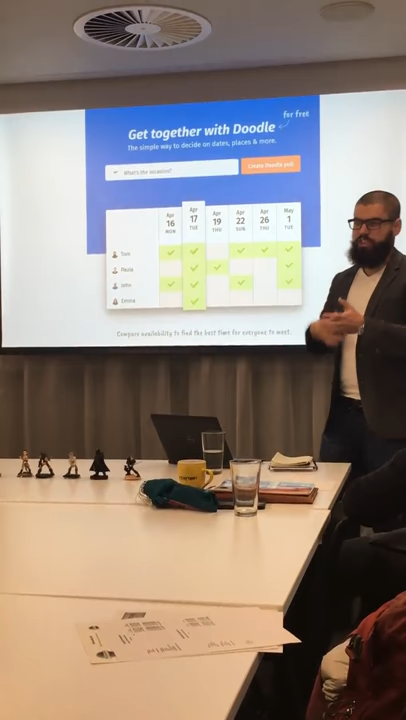 for free
Get together with Doodle
The simple way to decide on dates, places & more.
What's the occasion?
Create Doodle poll
Apr 16 MON
Apr 17 TUE
Apr 19 THU
Apr 22 SUN
Apr 26 THU
May 1 TUE
Tom
Paula
John
Emma
Compare availability to find the best time for everyone to meet.